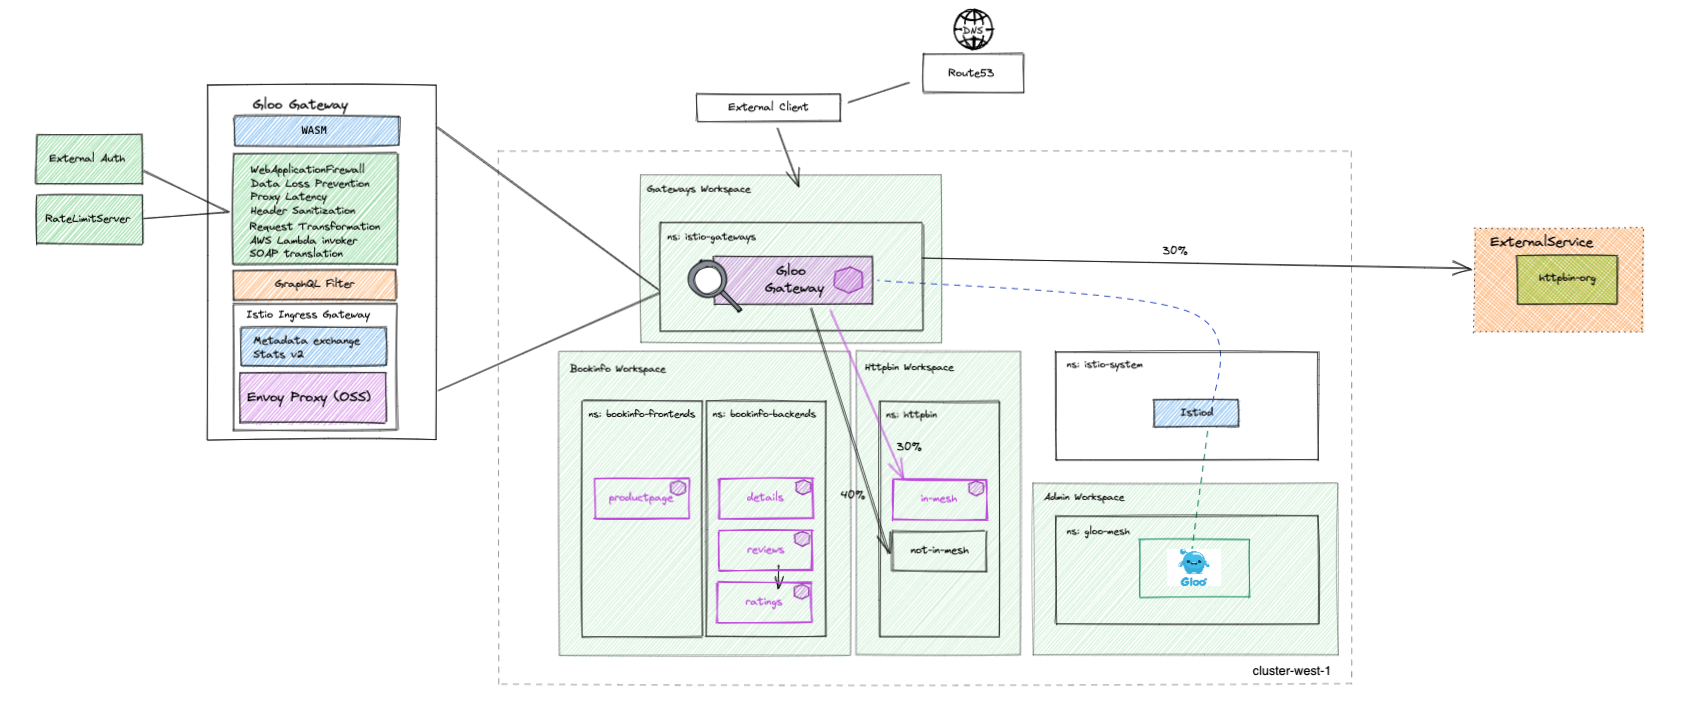 DNS
Route53
External Client
Gloo Gateway
WASM
External Auth
RateLimitServer
WebApplicationFirewall
Data Loss Prevention
Proxy Latency
Header Sanitization
Request Transformation
AWS Lambda invoker
SOAP translation
GraphQL Filter
Istio Ingress Gateway
Metadata exchange
Stats v2
Envoy Proxy (OSS)
Gateways Workspace
ns: istio-gateways
Gloo
Gateway
30%
ExternalService
httpbin-org
Bookinfo Workspace
ns: bookinfo-frontends
productpage
ns: bookinfo-backends
details
reviews
ratings
Httpbin Workspace
ns: httpbin
30%
40%
in-mesh
not-in-mesh
ns: istio-system
Istiod
Admin Workspace
ns: gloo-mesh
Gloo
cluster-west-1